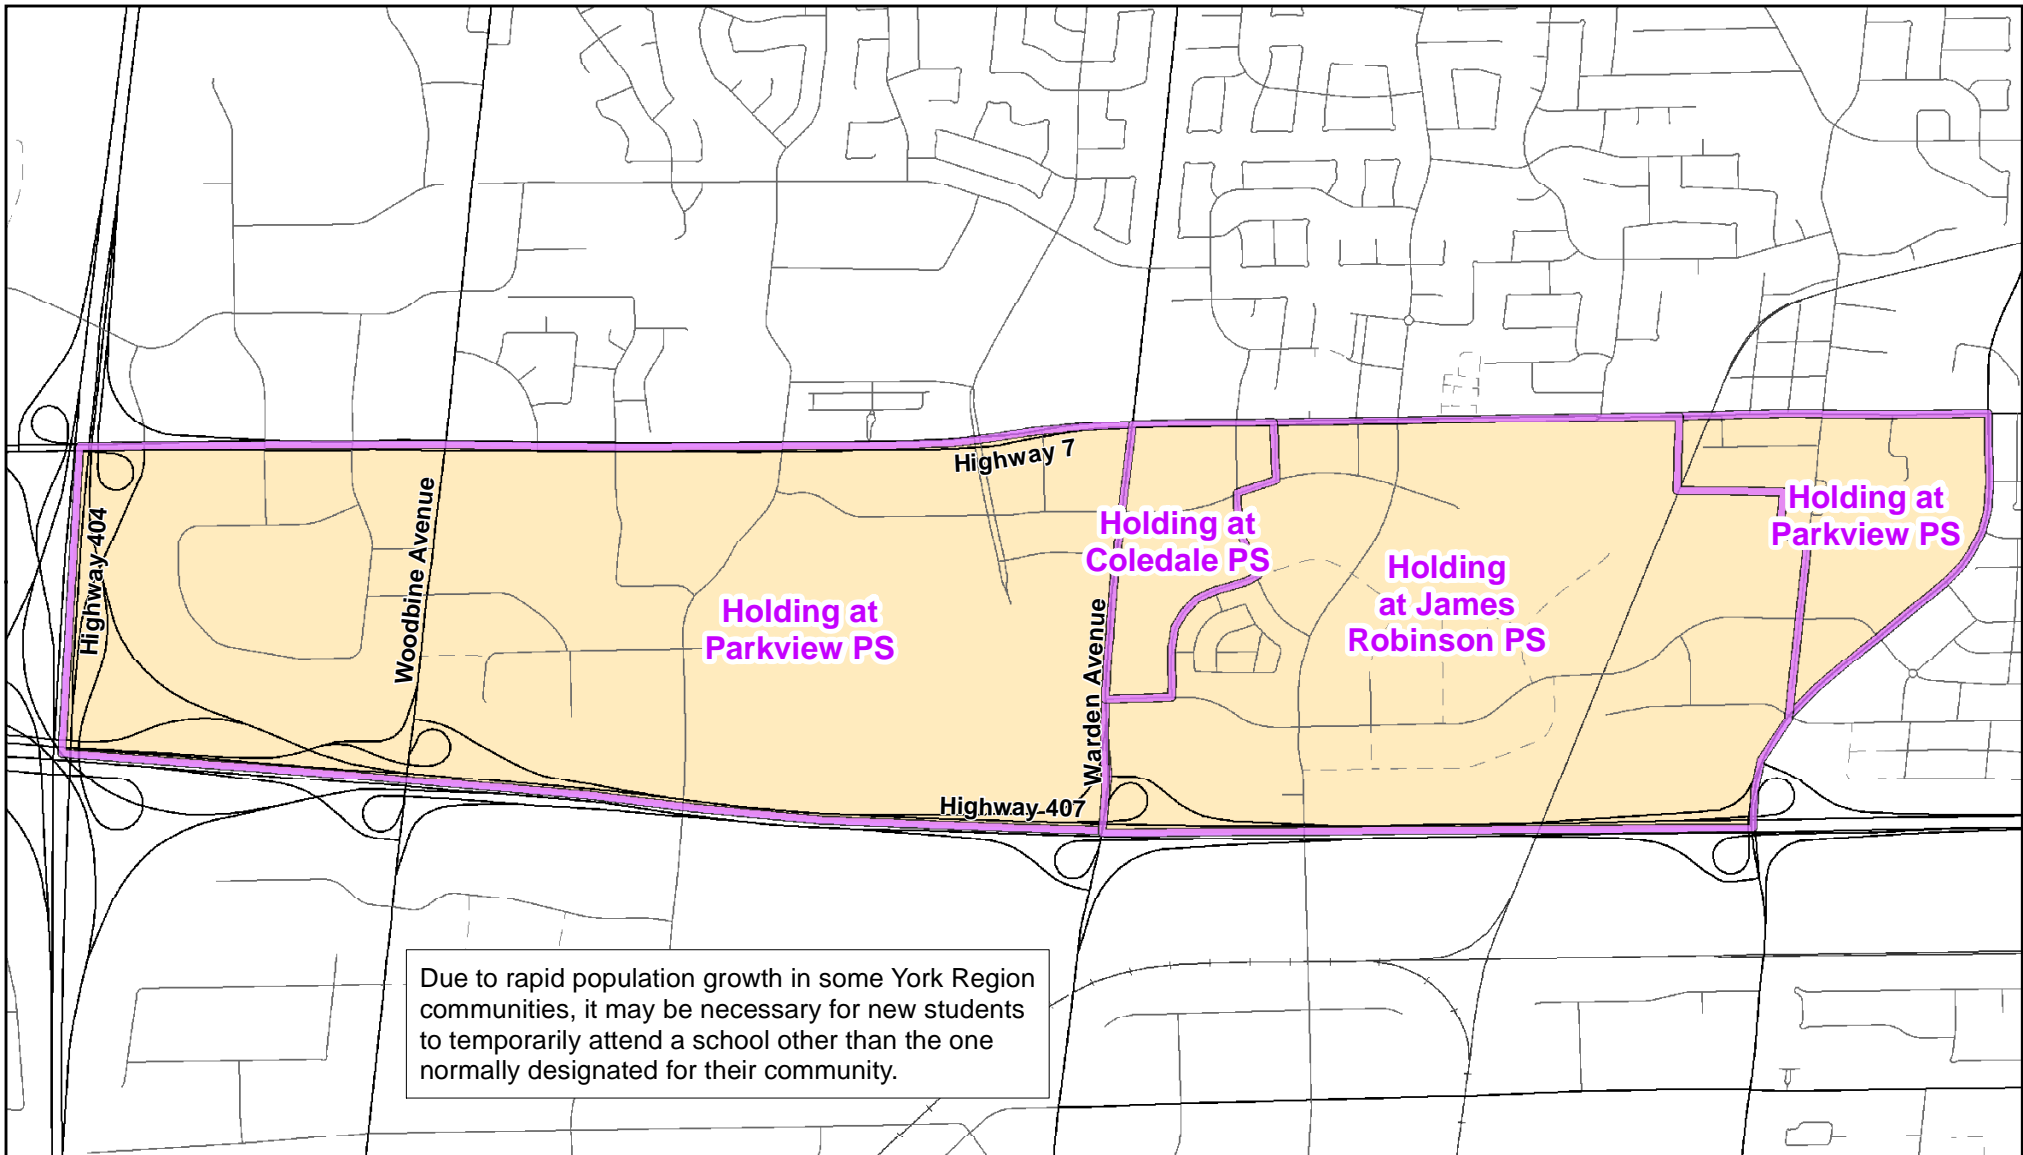 Highway 7
Highway 404
Woodbine Avenue
Holding at
Parkview PS
Holding at
Coledale PS
Holding
at James
Robinson PS
Holding at
Parkview PS
Warden Avenue
Highway 407
Due to rapid population growth in some York Region
communities, it may be necessary for new students
to temporarily attend a school other than the one
normally designated for their community.